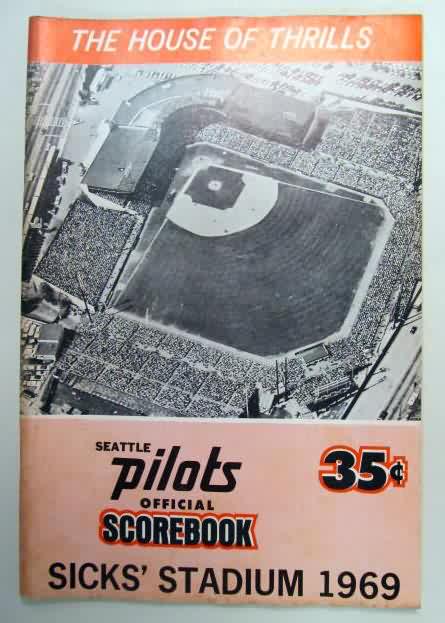 THE HOUSE OF THRILLS
SEATTLE
pilots
OFFICIAL
SCOREBOOK
35¢
SICKS' STADIUM 1969